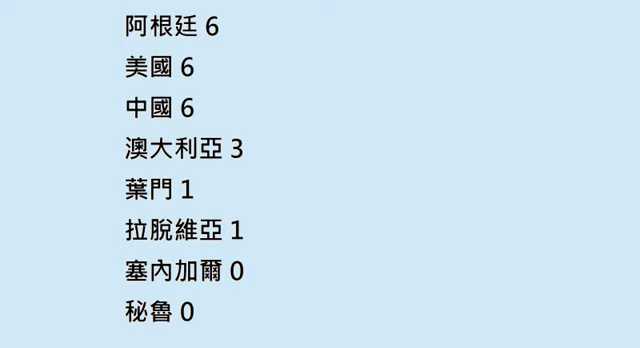 阿根廷 6
美國 6
中國 6
澳大利亞 3
葉門 1
拉脫維亞 1
塞內加爾 0
秘魯 0